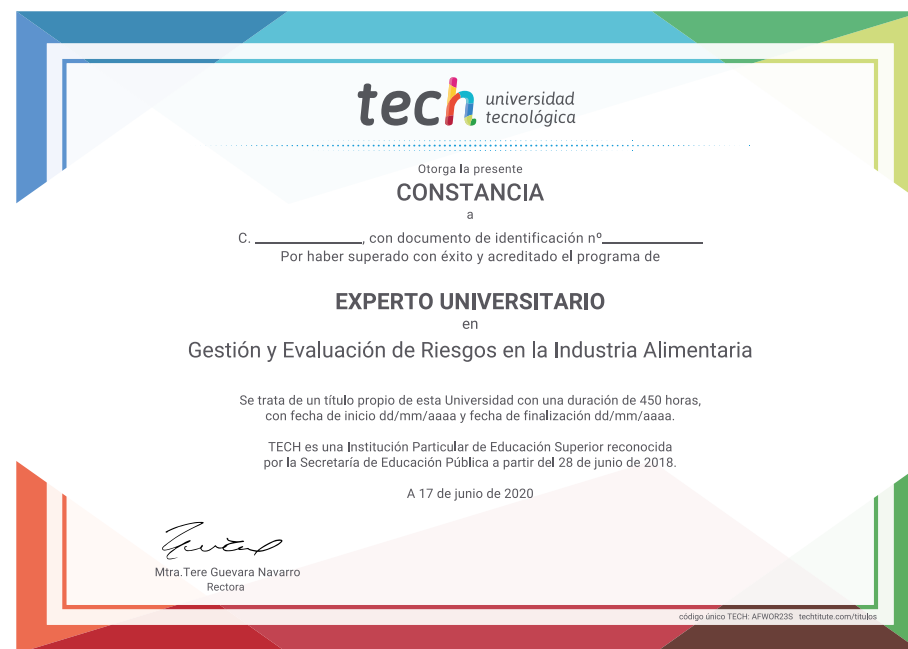 tech universidad
tecnológica
Otorga la presente
CONSTANCIA
a
C. ____________, con documento de identificación nº____________
Por haber superado con éxito y acreditado el programa de
EXPERTO UNIVERSITARIO
en
Gestión y Evaluación de Riesgos en la Industria Alimentaria
Se trata de un título propio de esta Universidad con una duración de 450 horas,
con fecha de inicio dd/mm/aaaa y fecha de finalización dd/mm/aaaa.
TECH es una Institución Particular de Educación Superior reconocida
por la Secretaría de Educación Pública a partir del 28 de junio de 2018.
A 17 de junio de 2020
Mtra.Tere Guevara Navarro
Rectora
código único TECH: AFWOR23S techtitute.com/titulos